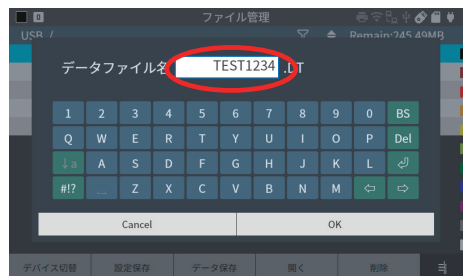 0 ファイル管理
USB / Remain:245.49MB
データファイル名 TEST1234 .DT
1 2 3 4 5 6 7 8 9 0 BS
Q W E R T Y U I O P Del
↓a A S D F G H J K L
#!? _ Z X C V B N M ⇦ ⇨
Cancel OK
デバイス切替 設定保存 データ保存 開く 削除